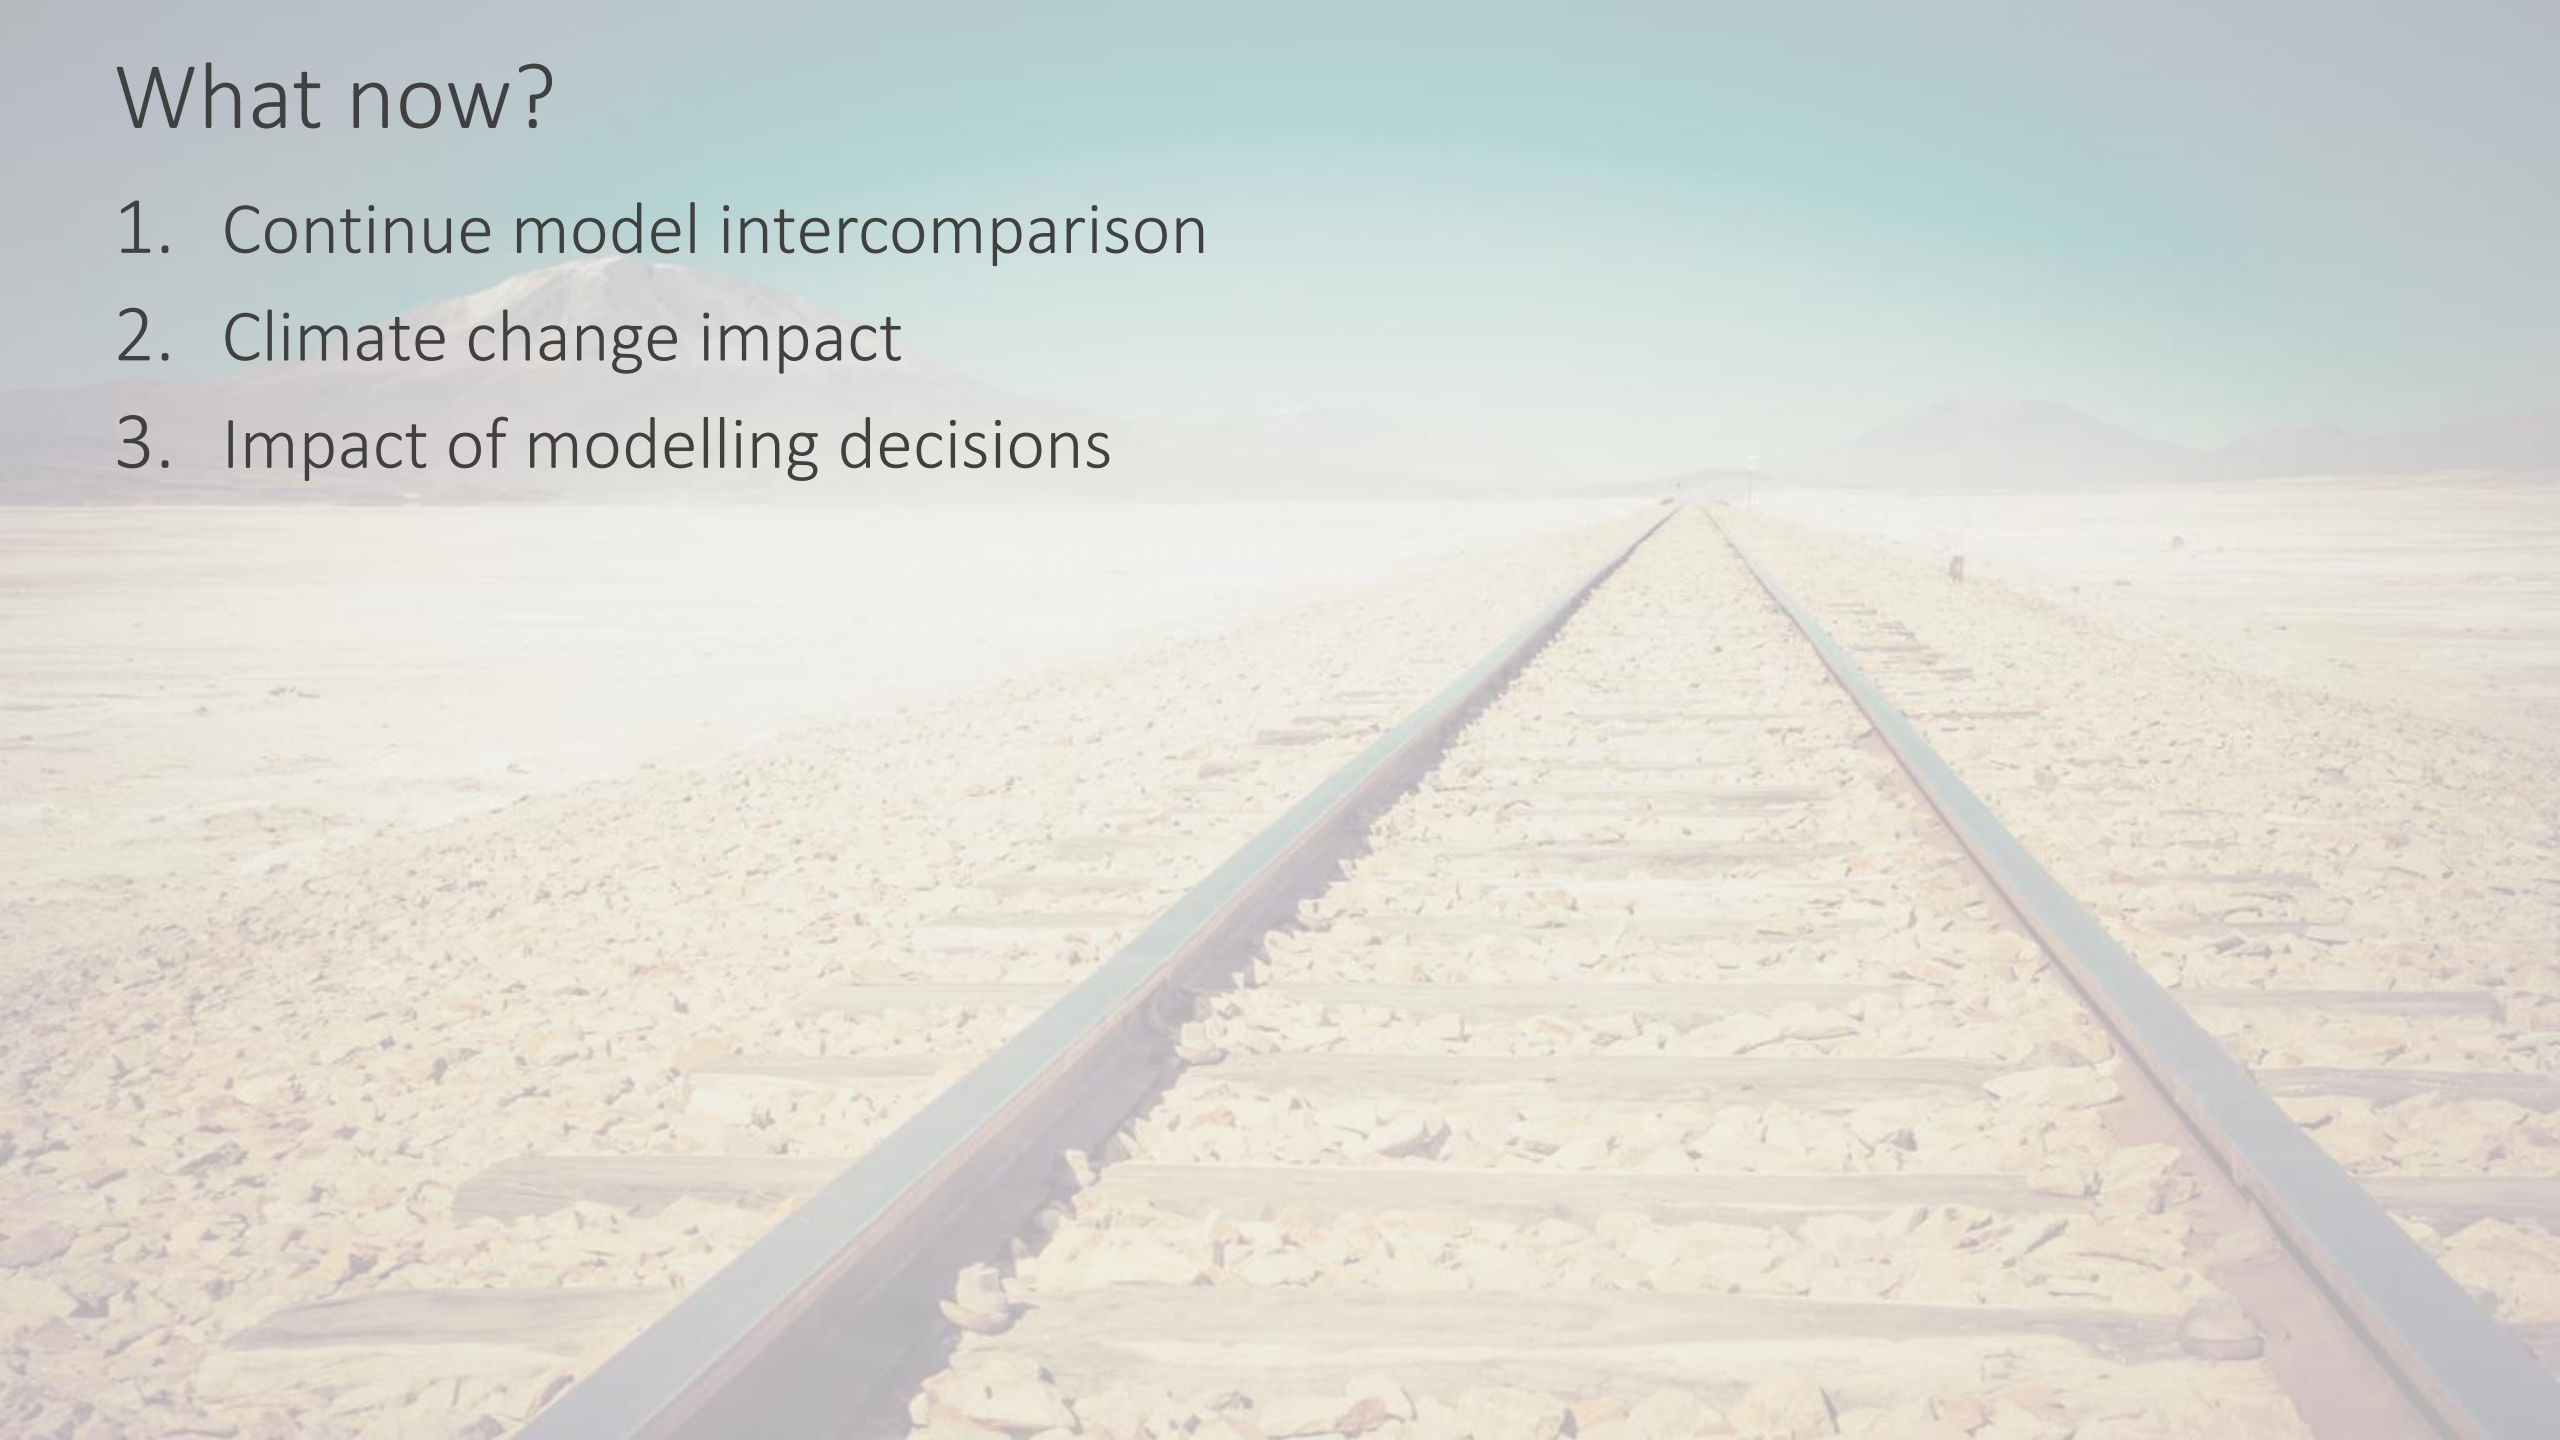 What now?
1. Continue model intercomparison
2. Climate change impact
3. Impact of modelling decisions